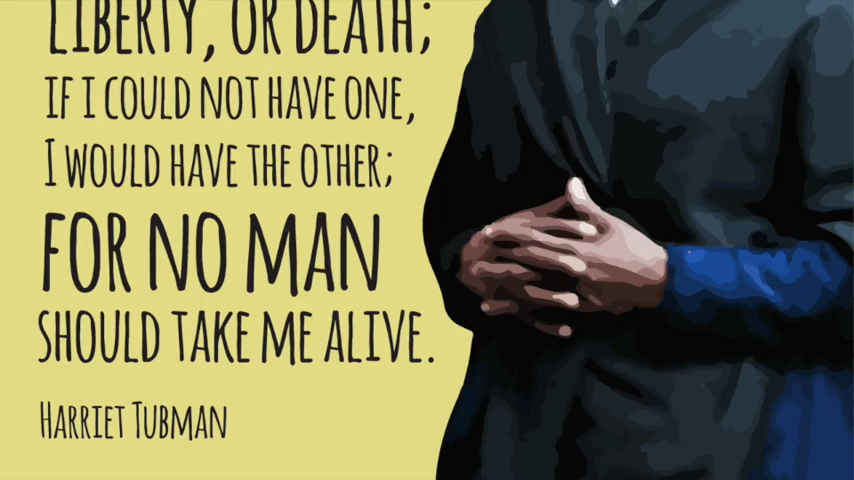 LIBERTY, OR DEATH;
IF I COULD NOT HAVE ONE,
I WOULD HAVE THE OTHER;
FOR NO MAN
SHOULD TAKE ME ALIVE.
HARRIET TUBMAN